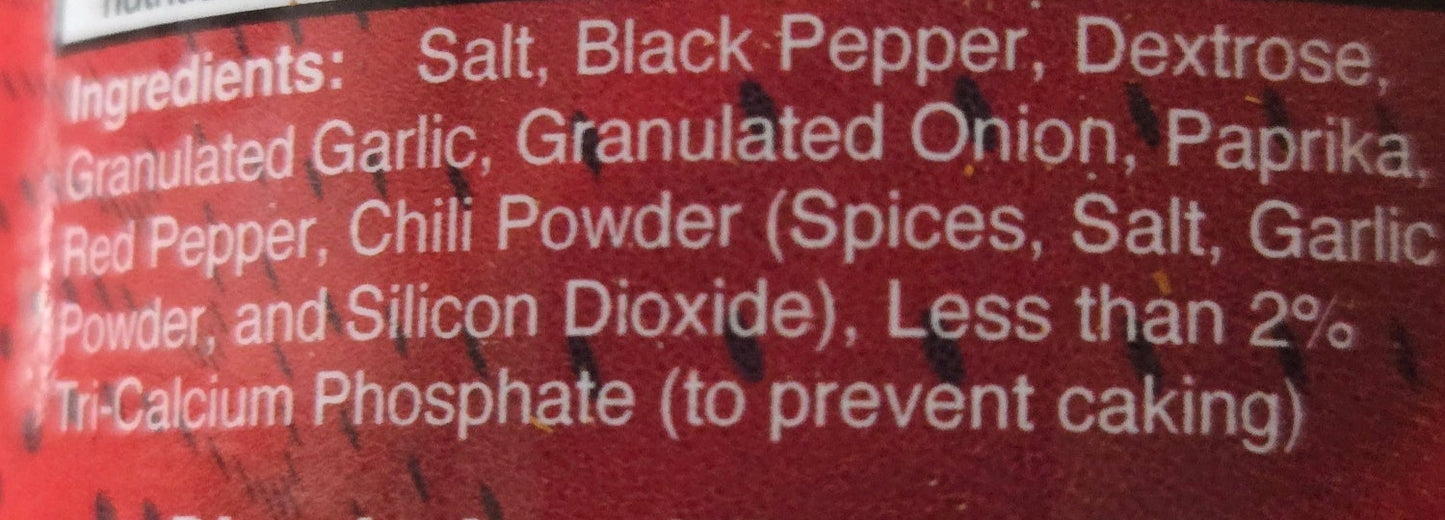 Ingredients: Salt, Black Pepper, Dextrose,
Granulated Garlic, Granulated Onion, Paprika,
Red Pepper, Chili Powder (Spices, Salt, Garlic
Powder, and Silicon Dioxide), Less than 2%
Tri-Calcium Phosphate (to prevent caking)